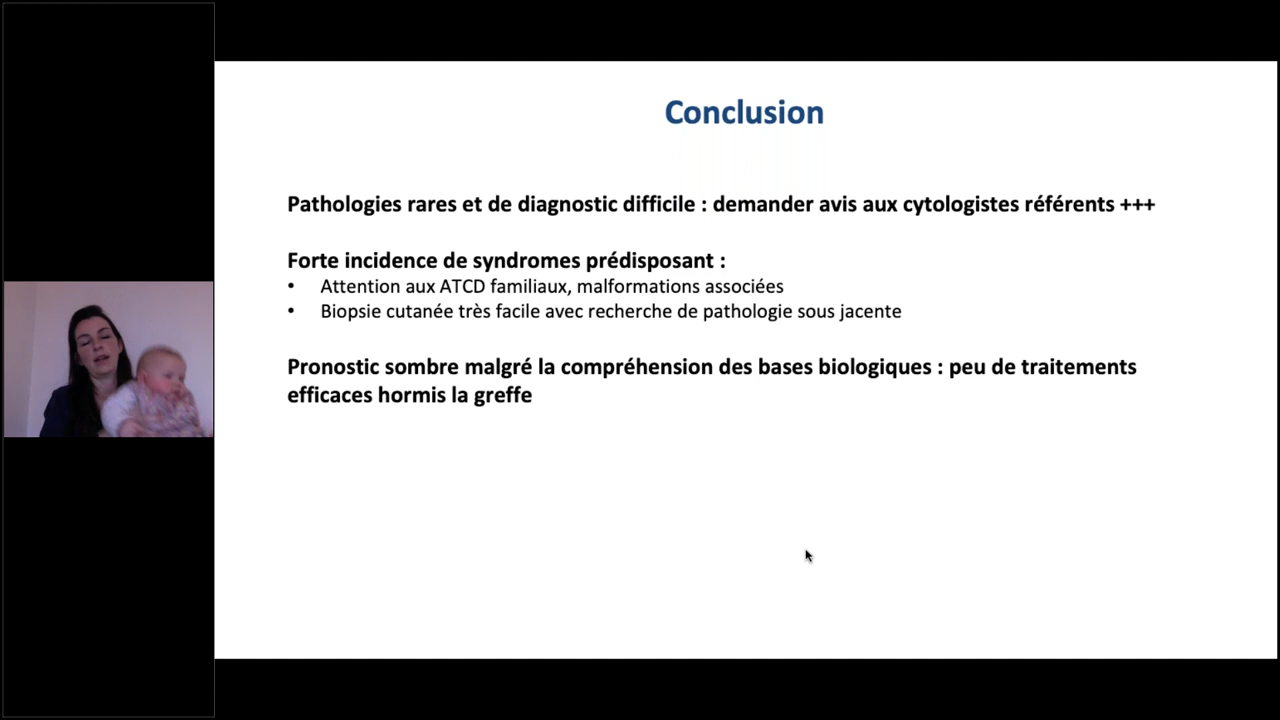 Conclusion
Pathologies rares et de diagnostic difficile : demander avis aux cytologistes référents +++
Forte incidence de syndromes prédisposant :
• Attention aux ATCD familiaux, malformations associées
• Biopsie cutanée très facile avec recherche de pathologie sous jacente
Pronostic sombre malgré la compréhension des bases biologiques : peu de traitements
efficaces hormis la greffe